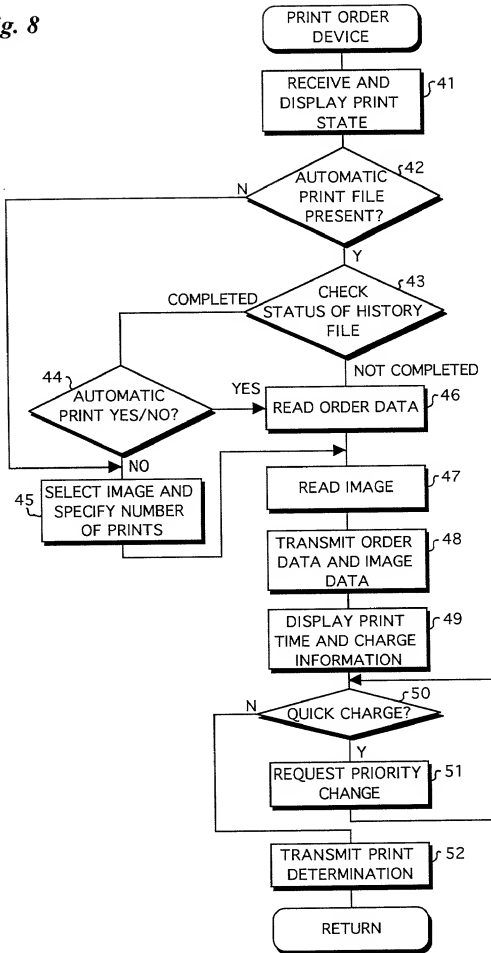 ig. 8
PRINT ORDER
DEVICE
RECEIVE AND
DISPLAY PRINT
STATE
41
AUTOMATIC
PRINT FILE
PRESENT?
42
N
Y
CHECK
STATUS OF HISTORY
FILE
43
COMPLETED
NOT COMPLETED
44
AUTOMATIC
PRINT YES/NO?
YES
READ ORDER DATA
46
NO
45
SELECT IMAGE AND
SPECIFY NUMBER
OF PRINTS
READ IMAGE
47
TRANSMIT ORDER
DATA AND IMAGE
DATA
48
DISPLAY PRINT
TIME AND CHARGE
INFORMATION
49
N
QUICK CHARGE?
50
Y
REQUEST PRIORITY
CHANGE
51
TRANSMIT PRINT
DETERMINATION
52
RETURN